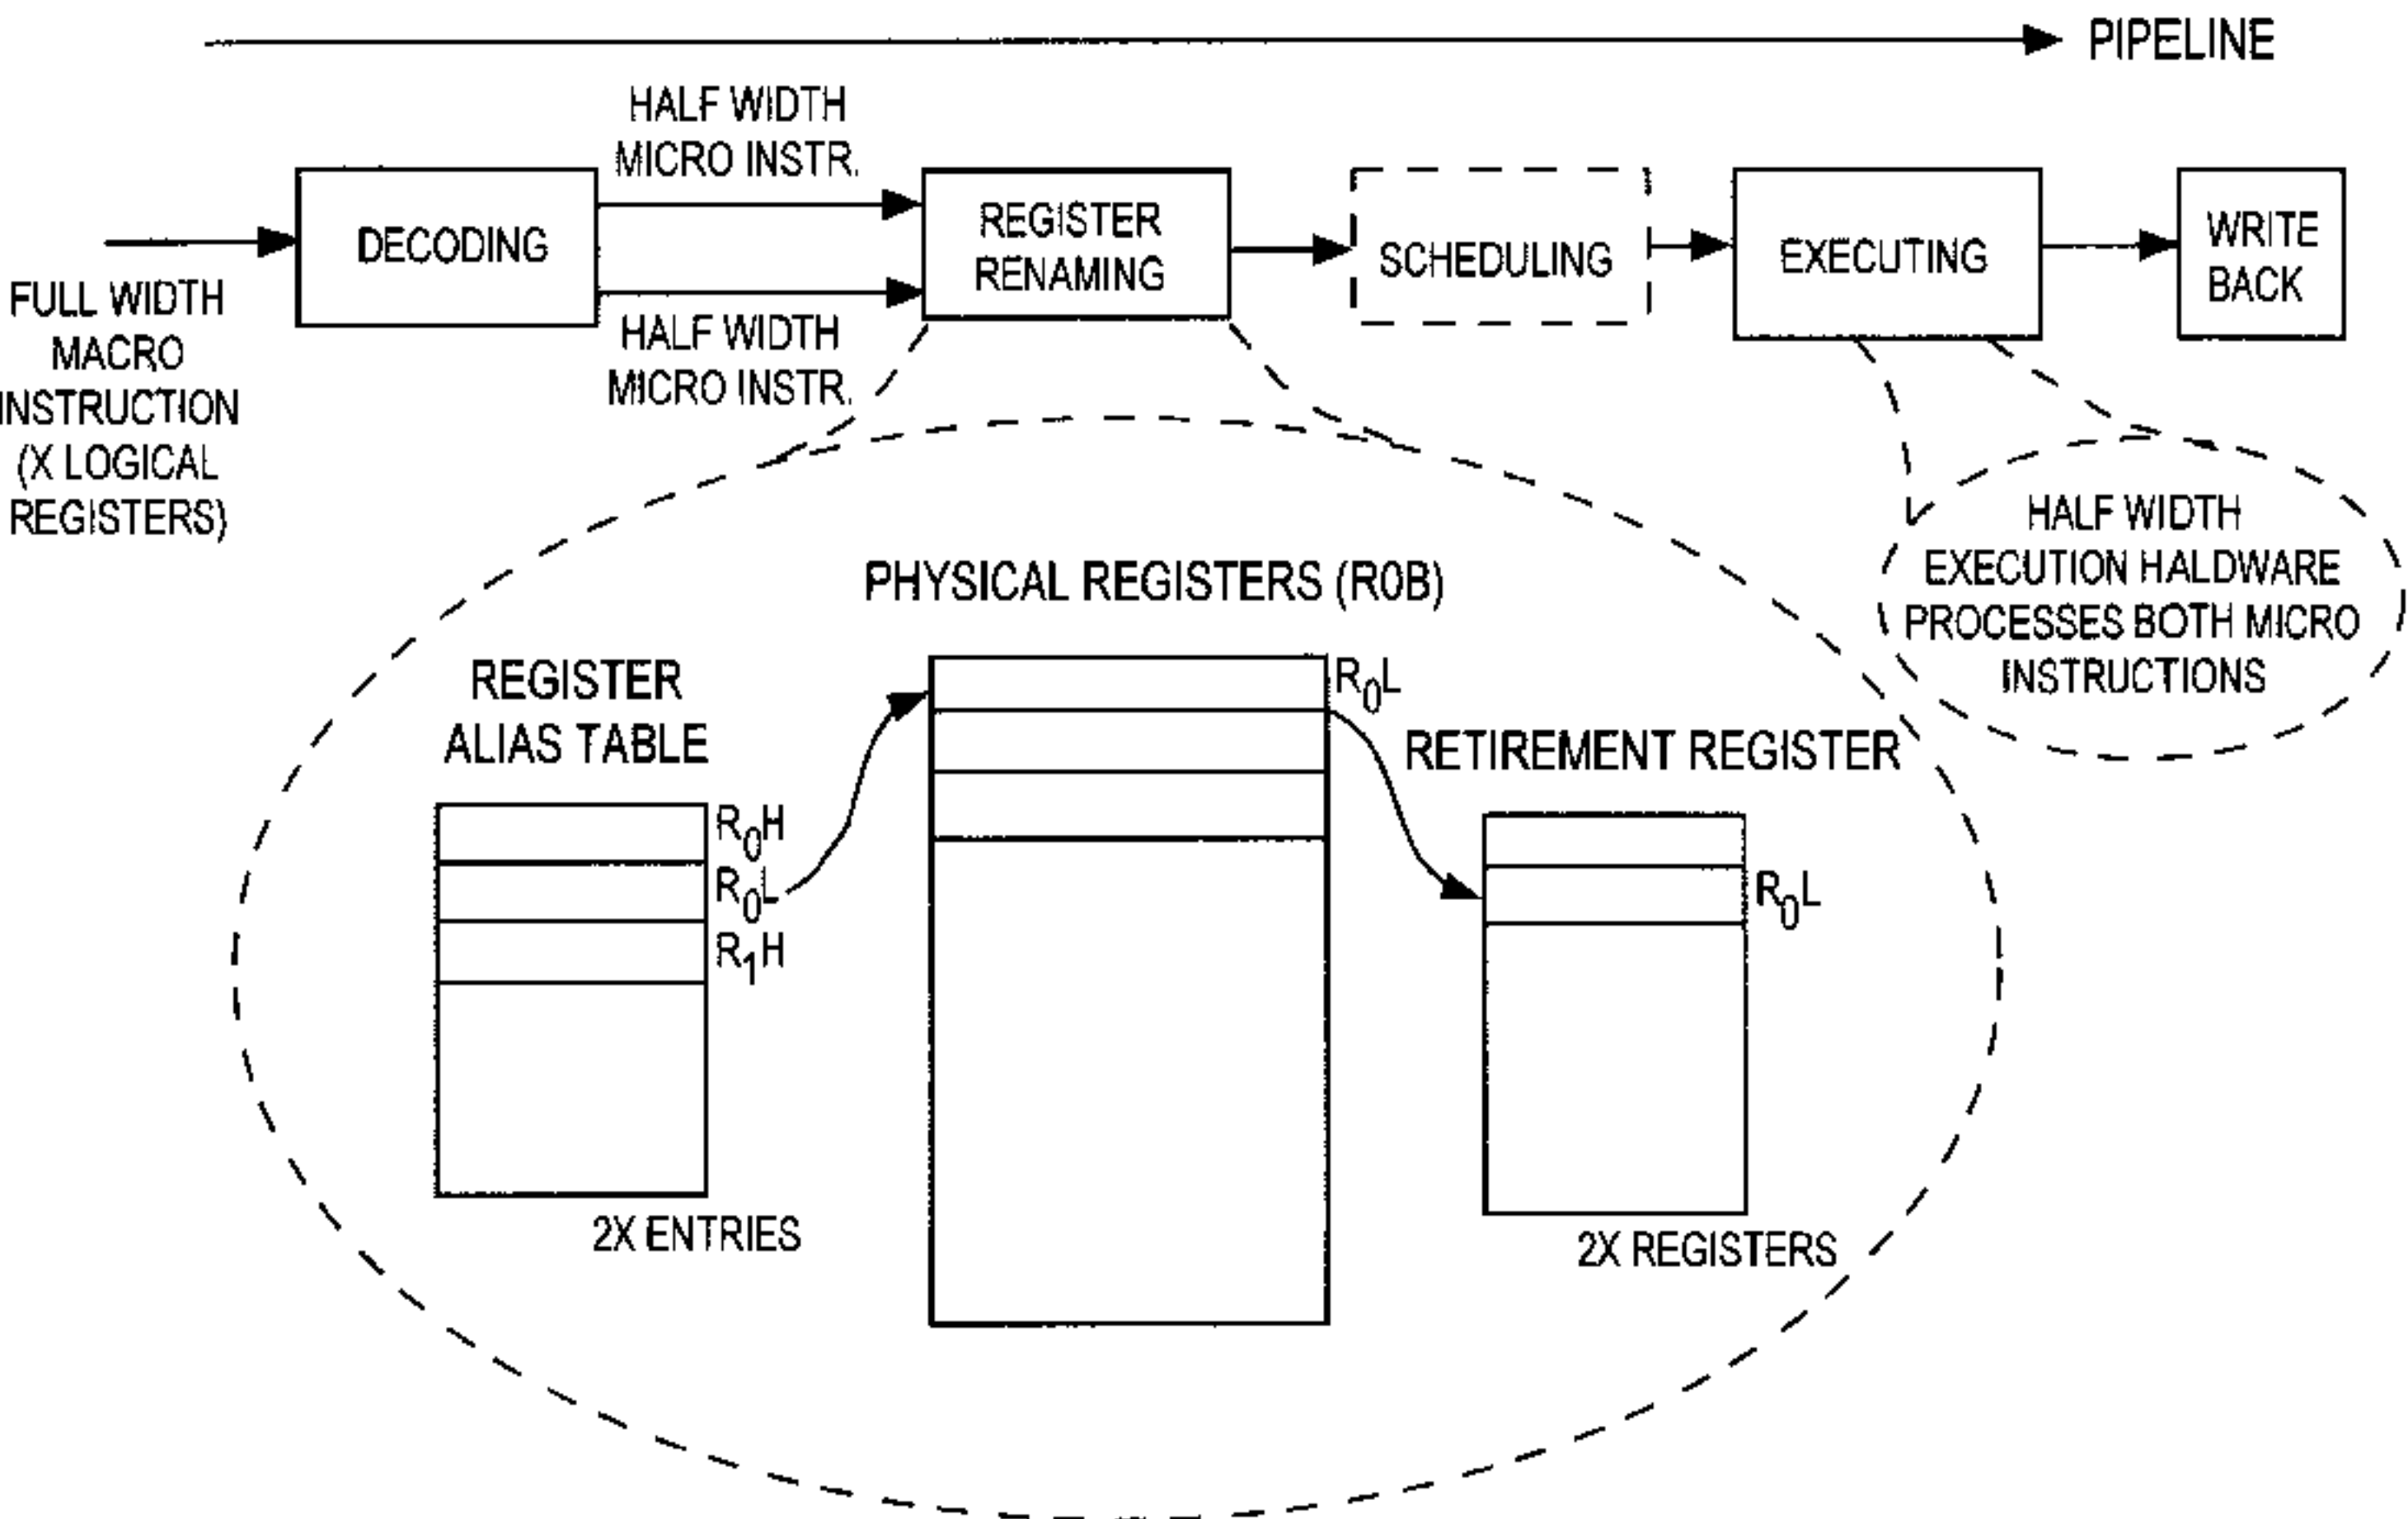 PIPELINE
HALF WIDTH
MICRO INSTR.
DECODING
REGISTER
RENAMING
SCHEDULING
EXECUTING
WRITE
BACK
FULL WIDTH
MACRO
INSTRUCTION
(X LOGICAL
REGISTERS)
HALF WIDTH
MICRO INSTR.
HALF WIDTH
EXECUTION HALDWARE
PROCESSES BOTH MICRO
INSTRUCTIONS
PHYSICAL REGISTERS (R0B)
REGISTER
ALIAS TABLE
R0L
RETIREMENT REGISTER
R0H
R0L
R1H
R0L
2X ENTRIES
2X REGISTERS